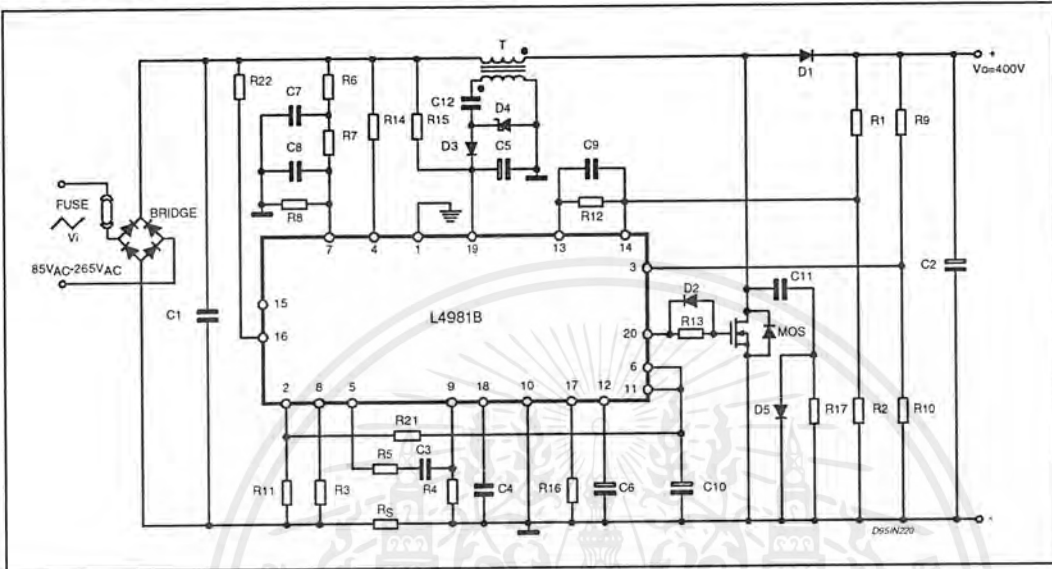 T
R22
R6
C7
R7
C8
R8
R14
R15
C12
D4
D3
C5
C9
R12
D1
+
Vo=400V
R1
R9
FUSE
BRIDGE
Vi
85VAC-265VAC
C1
7
4
1
19
13
14
3
15
16
L4981B
20
6
11
D2
R13
C11
MOS
C2
2
8
5
9
18
10
17
12
R21
R5
C3
R11
R3
R4
C4
R16
C6
C10
D5
R17
R2
R10
RS
-
D95IN220